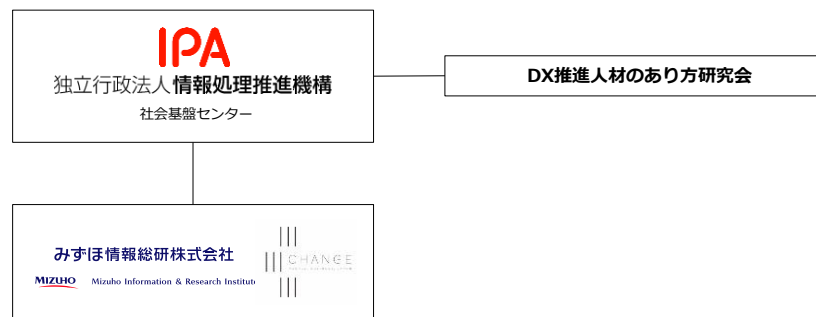 IPA
独立行政法人情報処理推進機構
社会基盤センター
DX推進人材のあり方研究会
みずほ情報総研株式会社
MIZUHO Mizuho Information & Research Institut
CHANGE